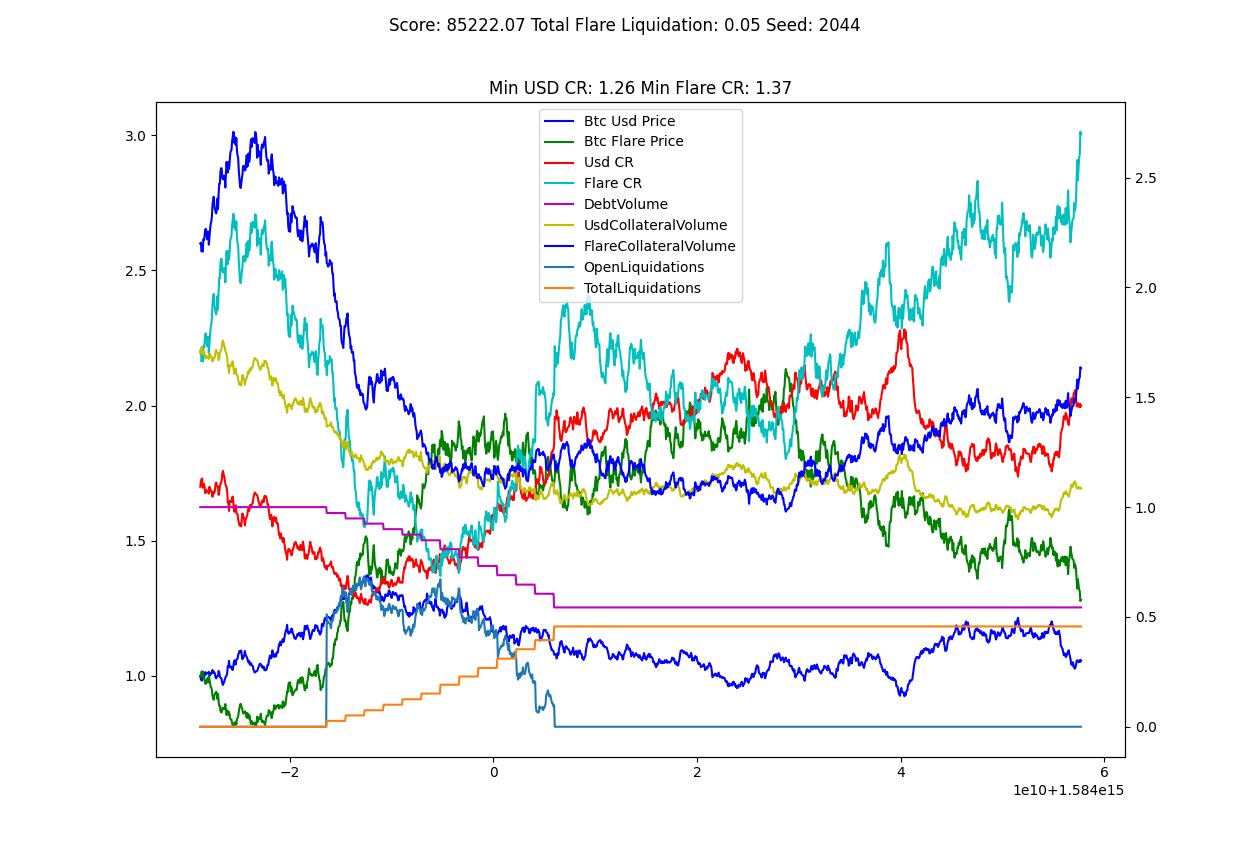 Score: 85222.07 Total Flare Liquidation: 0.05 Seed: 2044
Min USD CR: 1.26 Min Flare CR: 1.37
Btc Usd Price
Btc Flare Price
Usd CR
Flare CR
DebtVolume
UsdCollateralVolume
FlareCollateralVolume
OpenLiquidations
TotalLiquidations
3.0
2.5
2.0
1.5
1.0
2.5
2.0
1.5
1.0
0.5
0.0
−2 0 2 4 6
1e10+1.584e15